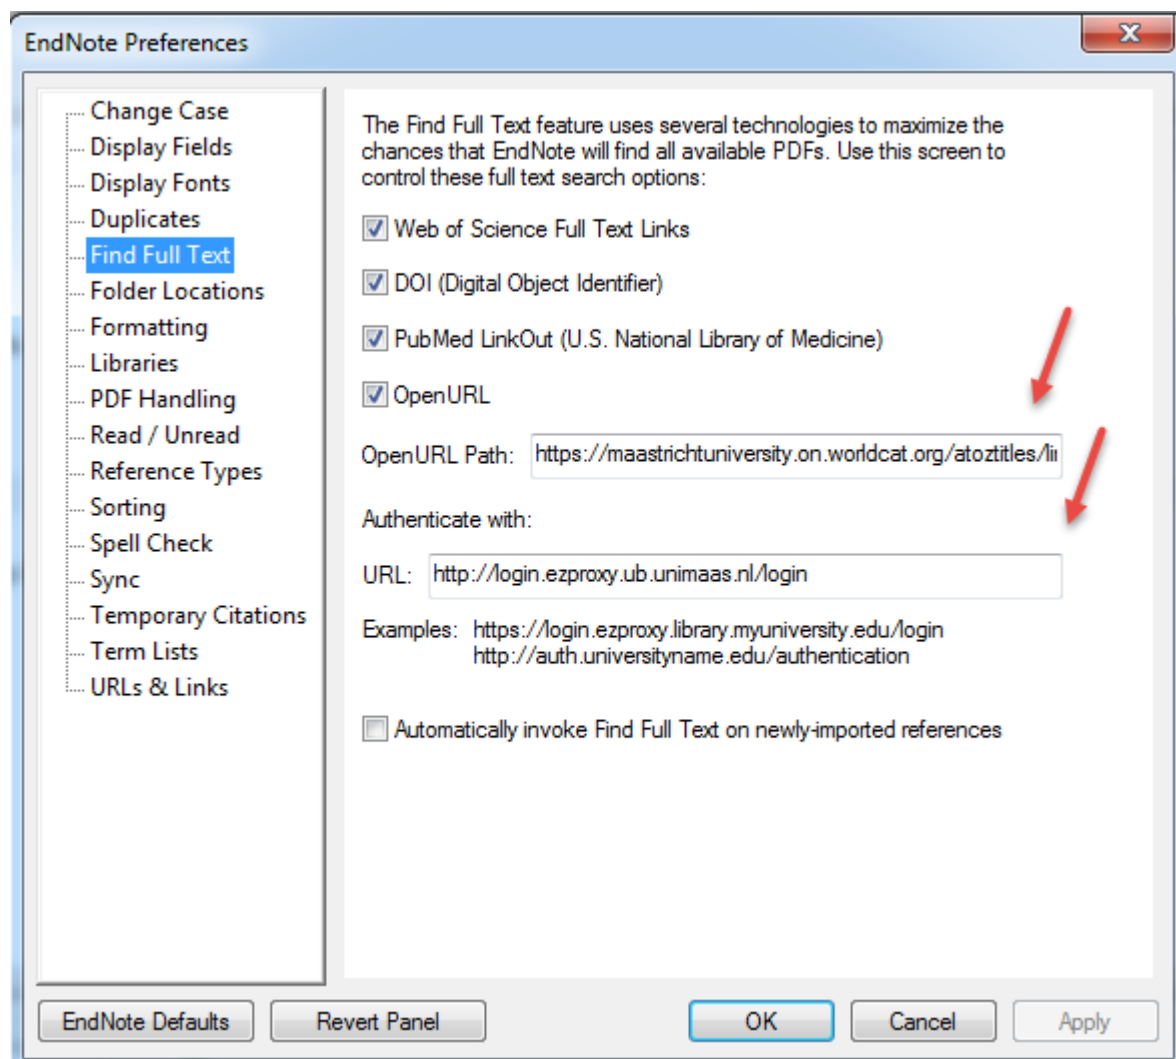 EndNote Preferences
Change Case
Display Fields
Display Fonts
Duplicates
Find Full Text
Folder Locations
Formatting
Libraries
PDF Handling
Read / Unread
Reference Types
Sorting
Spell Check
Sync
Temporary Citations
Term Lists
URLs & Links
The Find Full Text feature uses several technologies to maximize the
chances that EndNote will find all available PDFs. Use this screen to
control these full text search options:
Web of Science Full Text Links
DOI (Digital Object Identifier)
PubMed LinkOut (U.S. National Library of Medicine)
OpenURL
OpenURL Path: https://maastrichtuniversity.on.worldcat.org/atoztitles/li
Authenticate with:
URL: http://login.ezproxy.ub.unimaas.nl/login
Examples: https://login.ezproxy.library.myuniversity.edu/login
http://auth.universityname.edu/authentication
Automatically invoke Find Full Text on newly-imported references
EndNote Defaults
Revert Panel
OK
Cancel
Apply